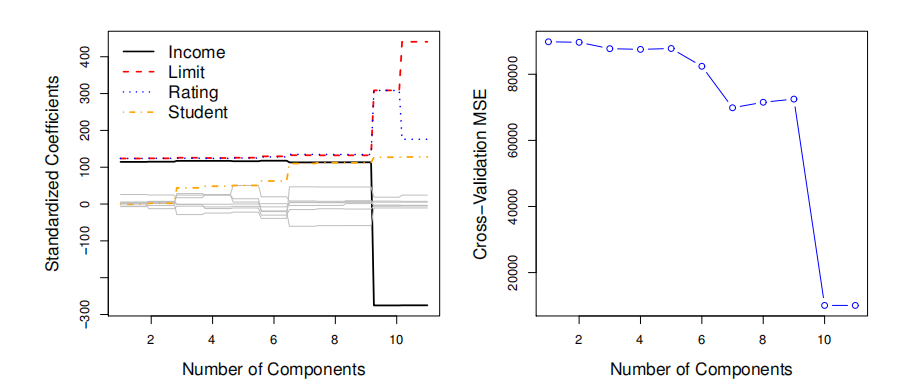 Income
Limit
Rating
Student
Standardized Coefficients
−300
−100
0
100
200
300
400
2
4
6
8
10
Number of Components
Cross−Validation MSE
20000
40000
60000
80000
2
4
6
8
10
Number of Components